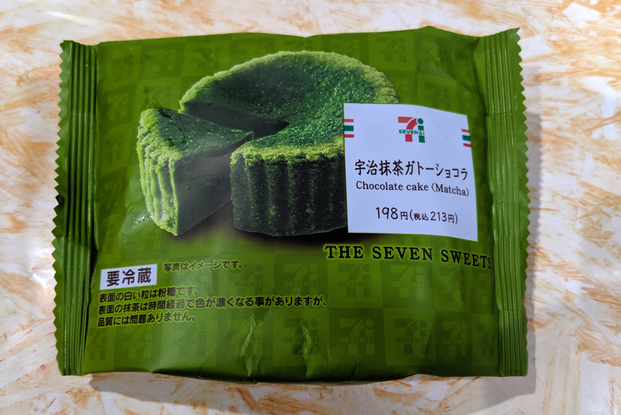 SEVEN
宇治抹茶ガトーショコラ
Chocolate cake (Matcha)
198円(税込213円)
THE SEVEN SWEETS
要冷蔵 写真はイメージです。
表面の白い粒は粉糖です。
表面の抹茶は時間経過で色が濃くなる事がありますが、
品質には問題ありません。